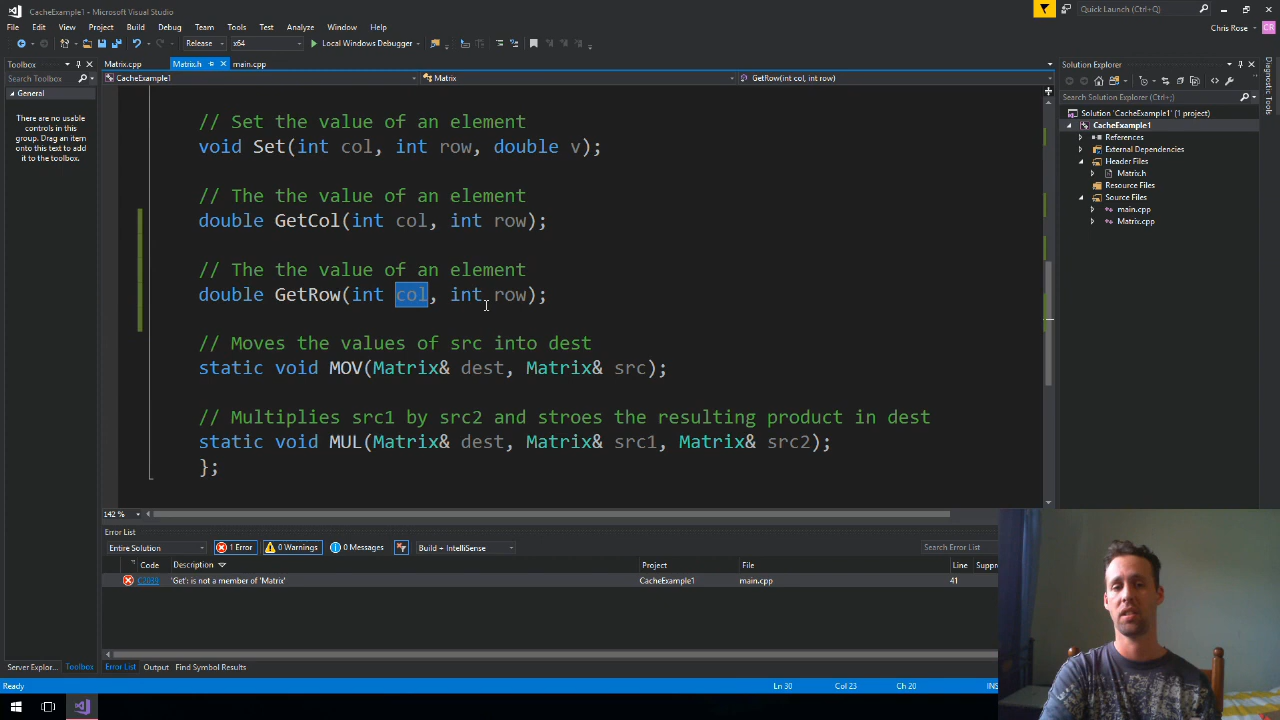 CacheExample1 - Microsoft Visual Studio
Quick Launch (Ctrl+Q)
File Edit View Project Build Debug Team Tools Test Analyze Window Help
Chris Rose CR
Release x64 Local Windows Debugger
Toolbox
Matrix.cpp Matrix.h main.cpp
Solution Explorer
Search Toolbox
CacheExample1 Matrix GetRow(int col, int row)
General
There are no usable
controls in this
group. Drag an item
onto this text to add
it to the toolbox.
// Set the value of an element
void Set(int col, int row, double v);
// The the value of an element
double GetCol(int col, int row);
// The the value of an element
double GetRow(int col, int row);
// Moves the values of src into dest
static void MOV(Matrix& dest, Matrix& src);
// Multiplies src1 by src2 and stroes the resulting product in dest
static void MUL(Matrix& dest, Matrix& src1, Matrix& src2);
};
Search Solution Explorer (Ctrl+;)
Solution 'CacheExample1' (1 project)
CacheExample1
References
External Dependencies
Header Files
Matrix.h
Resource Files
Source Files
main.cpp
Matrix.cpp
Diagnostic Tools
142 %
Error List
Entire Solution 1 Error 0 Warnings 0 Messages Build + IntelliSense Search Error List
Code Description Project File Line Suppre
C2039 'Get': is not a member of 'Matrix' CacheExample1 main.cpp 41
Server Explor... Toolbox Error List Output Find Symbol Results
Ready Ln 30 Col 23 Ch 20 INS